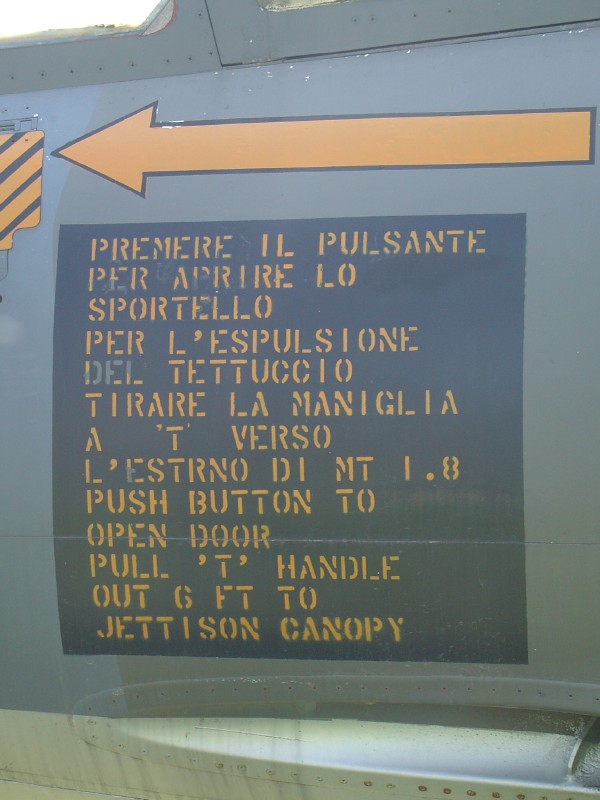 PREMERE IL PULSANTE
PER APRIRE LO
SPORTELLO
PER L'ESPULSIONE
DEL TETTUCCIO
TIRARE LA MANIGLIA
A 'T' VERSO
L'ESTRNO DI MT 1.8
PUSH BUTTON TO
OPEN DOOR
PULL 'T' HANDLE
OUT 6 FT TO
JETTISON CANOPY